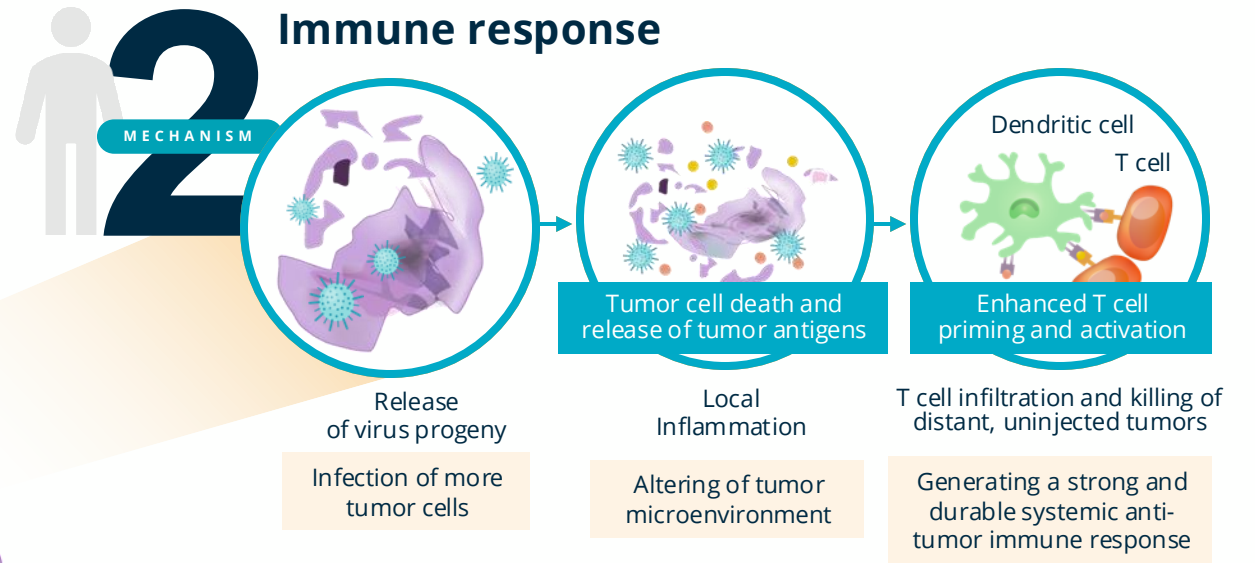 2
Immune response
MECHANISM
Dendritic cell
T cell
Tumor cell death and
release of tumor antigens
Enhanced T cell
priming and activation
Release
of virus progeny
Local
Inflammation
T cell infiltration and killing of
distant, uninjected tumors
Infection of more
tumor cells
Altering of tumor
microenvironment
Generating a strong and
durable systemic anti-
tumor immune response